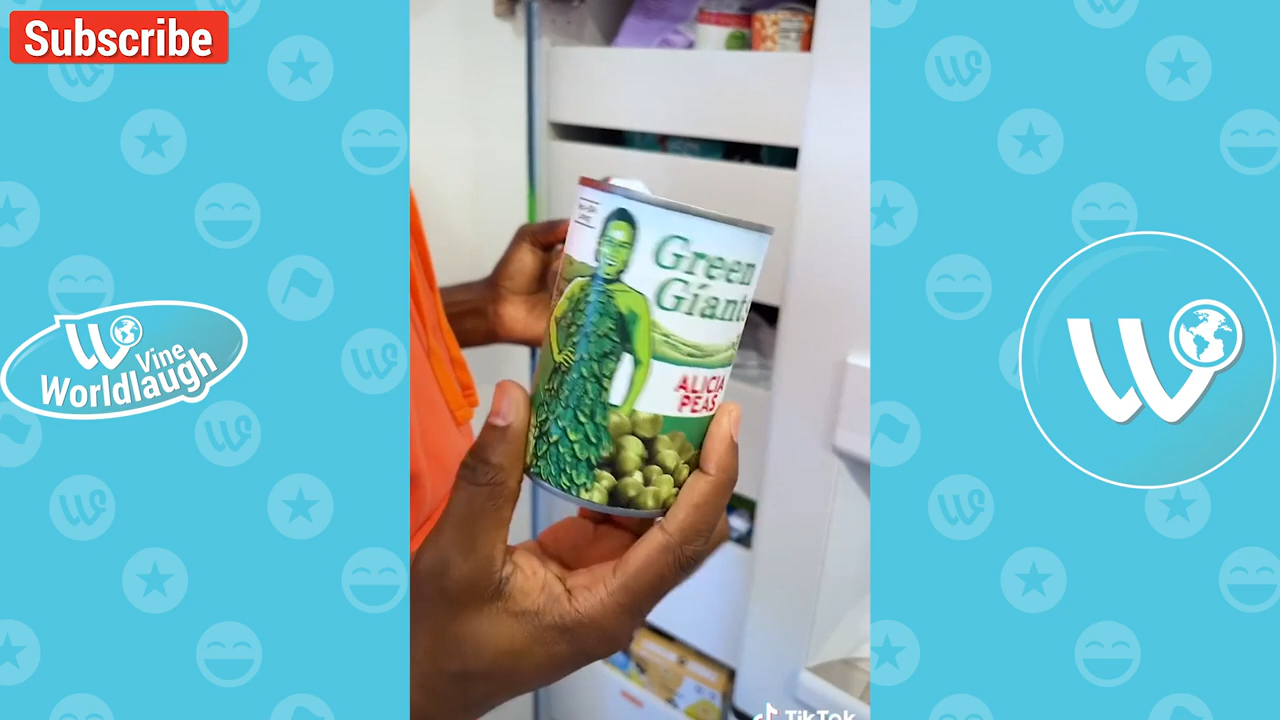 Subscribe
Green
Giant
ALICIA
PEAS
W
Vine
Worldlaugh
W
TikTok